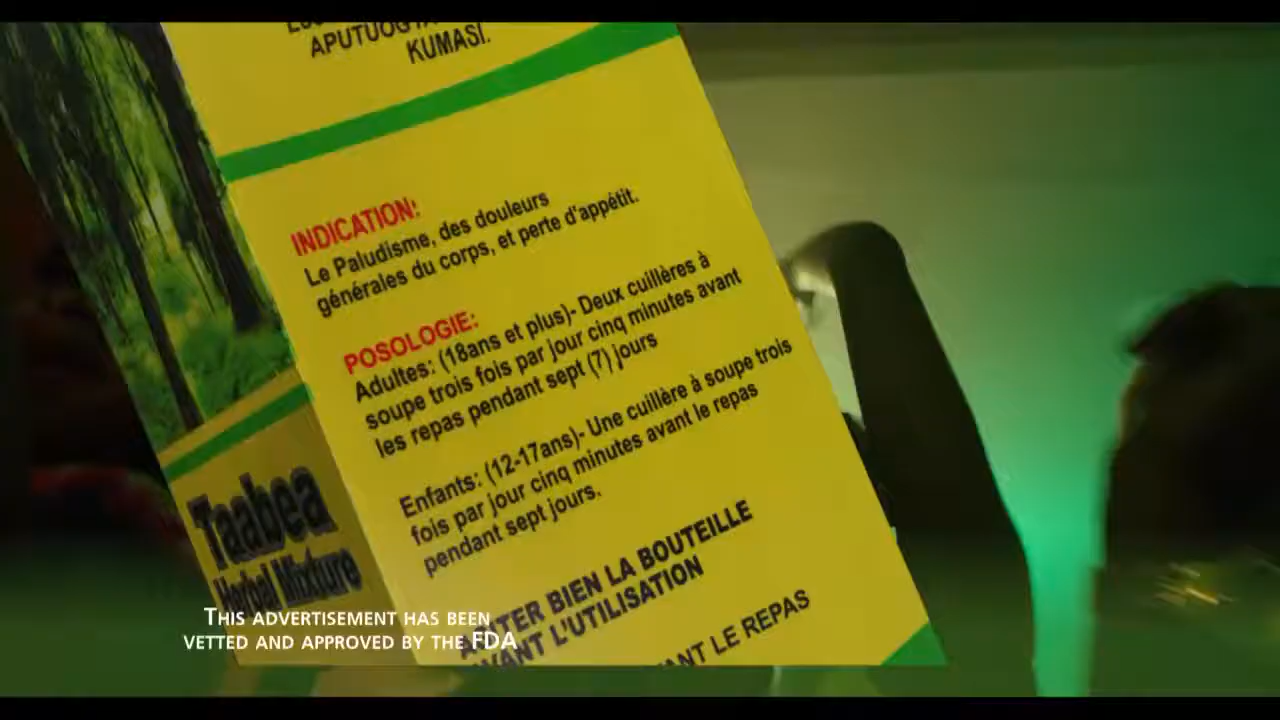 APUTUOGYA
KUMASI.
INDICATION:
Le Paludisme, des douleurs
générales du corps, et perte d'appétit.
POSOLOGIE:
Adultes: (18ans et plus)- Deux cuillères à
soupe trois fois par jour cinq minutes avant
les repas pendant sept (7) jours
Enfants: (12-17ans)- Une cuillère à soupe trois
fois par jour cinq minutes avant le repas
pendant sept jours.
BIEN LA BOUTEILLE
AVANT L'UTILISATION
LE REPAS
Taabea
Herbal Mixture
THIS ADVERTISEMENT HAS BEEN
VETTED AND APPROVED BY THE FDA